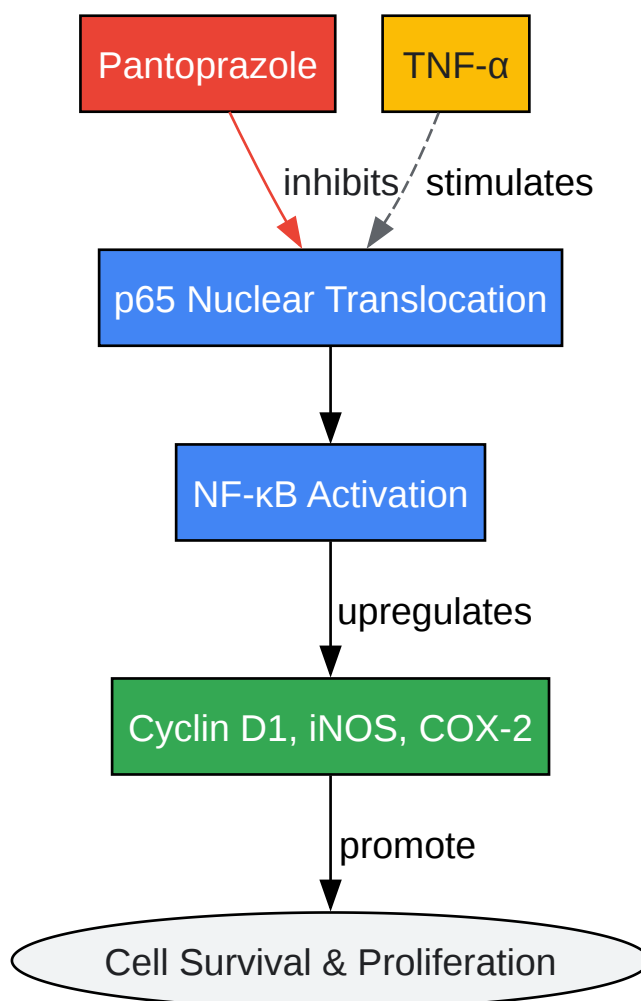 Pantoprazole
TNF-α
inhibits
stimulates
p65 Nuclear Translocation
NF-κB Activation
upregulates
Cyclin D1, iNOS, COX-2
promote
Cell Survival & Proliferation